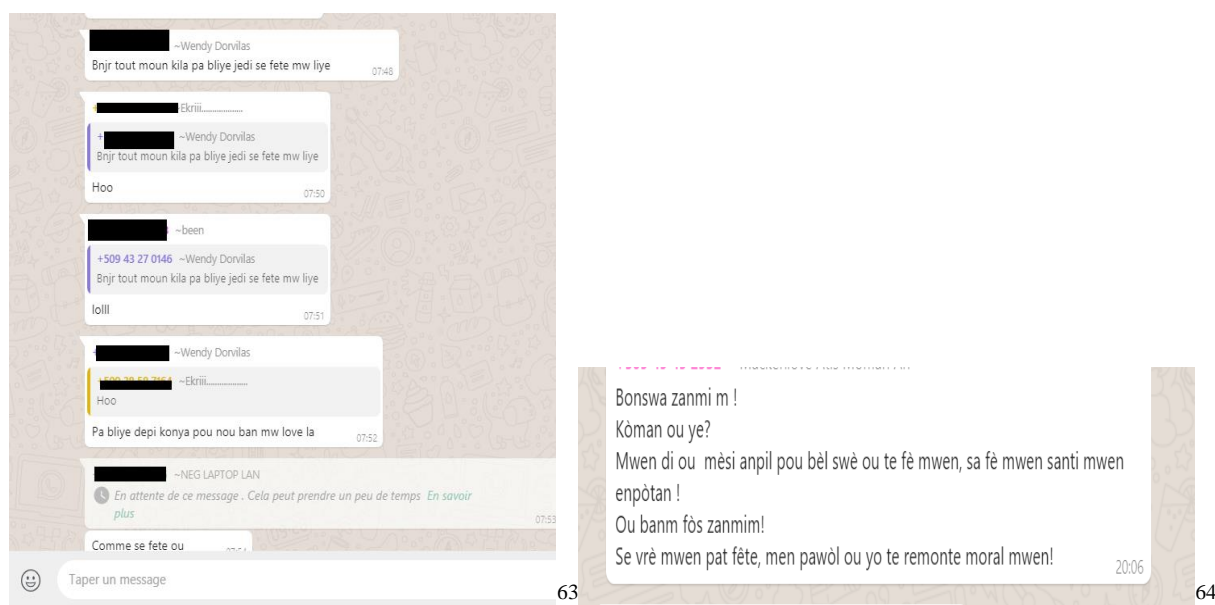 ~Wendy Dorvilas
Bnjr tout moun kila pa bliye jedi se fete mw liye
07:48
~Ekriii...................
+ ~Wendy Dorvilas
Bnjr tout moun kila pa bliye jedi se fete mw liye
Hoo
07:50
~been
+509 43 27 0146 ~Wendy Dorvilas
Bnjr tout moun kila pa bliye jedi se fete mw liye
lolll
07:51
~Wendy Dorvilas
~Ekriii...................
Hoo
Pa bliye depi konya pou nou ban mw love la
07:52
~NEG LAPTOP LAN
En attente de ce message . Cela peut prendre un peu de temps En savoir
plus
07:53
Comme se fete ou
Taper un message
63
Bonswa zanmi m !
Kòman ou ye?
Mwen di ou mèsi anpil pou bèl swè ou te fè mwen, sa fè mwen santi mwen
enpòtan !
Ou banm fòs zanmim!
Se vrè mwen pat fête, men pawòl ou yo te remonte moral mwen!
20:06
64